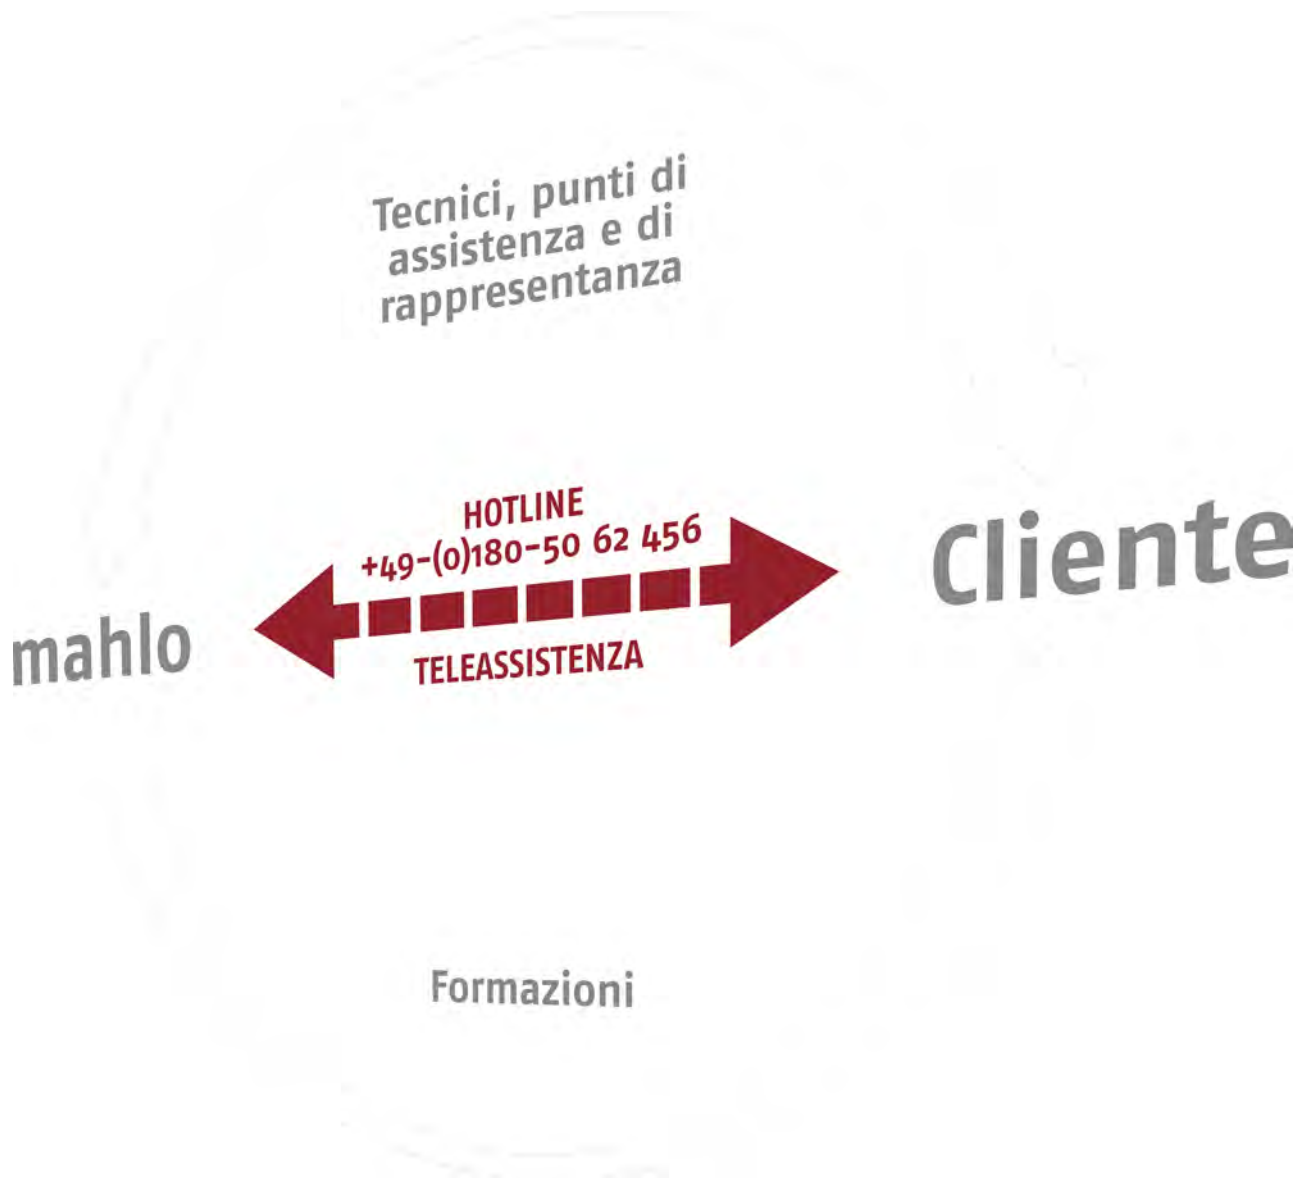 Tecnici, punti di
assistenza e di
rappresentanza
HOTLINE
+49-(0)180-50 62 456
Cliente
mahlo
TELEASSISTENZA
Formazioni